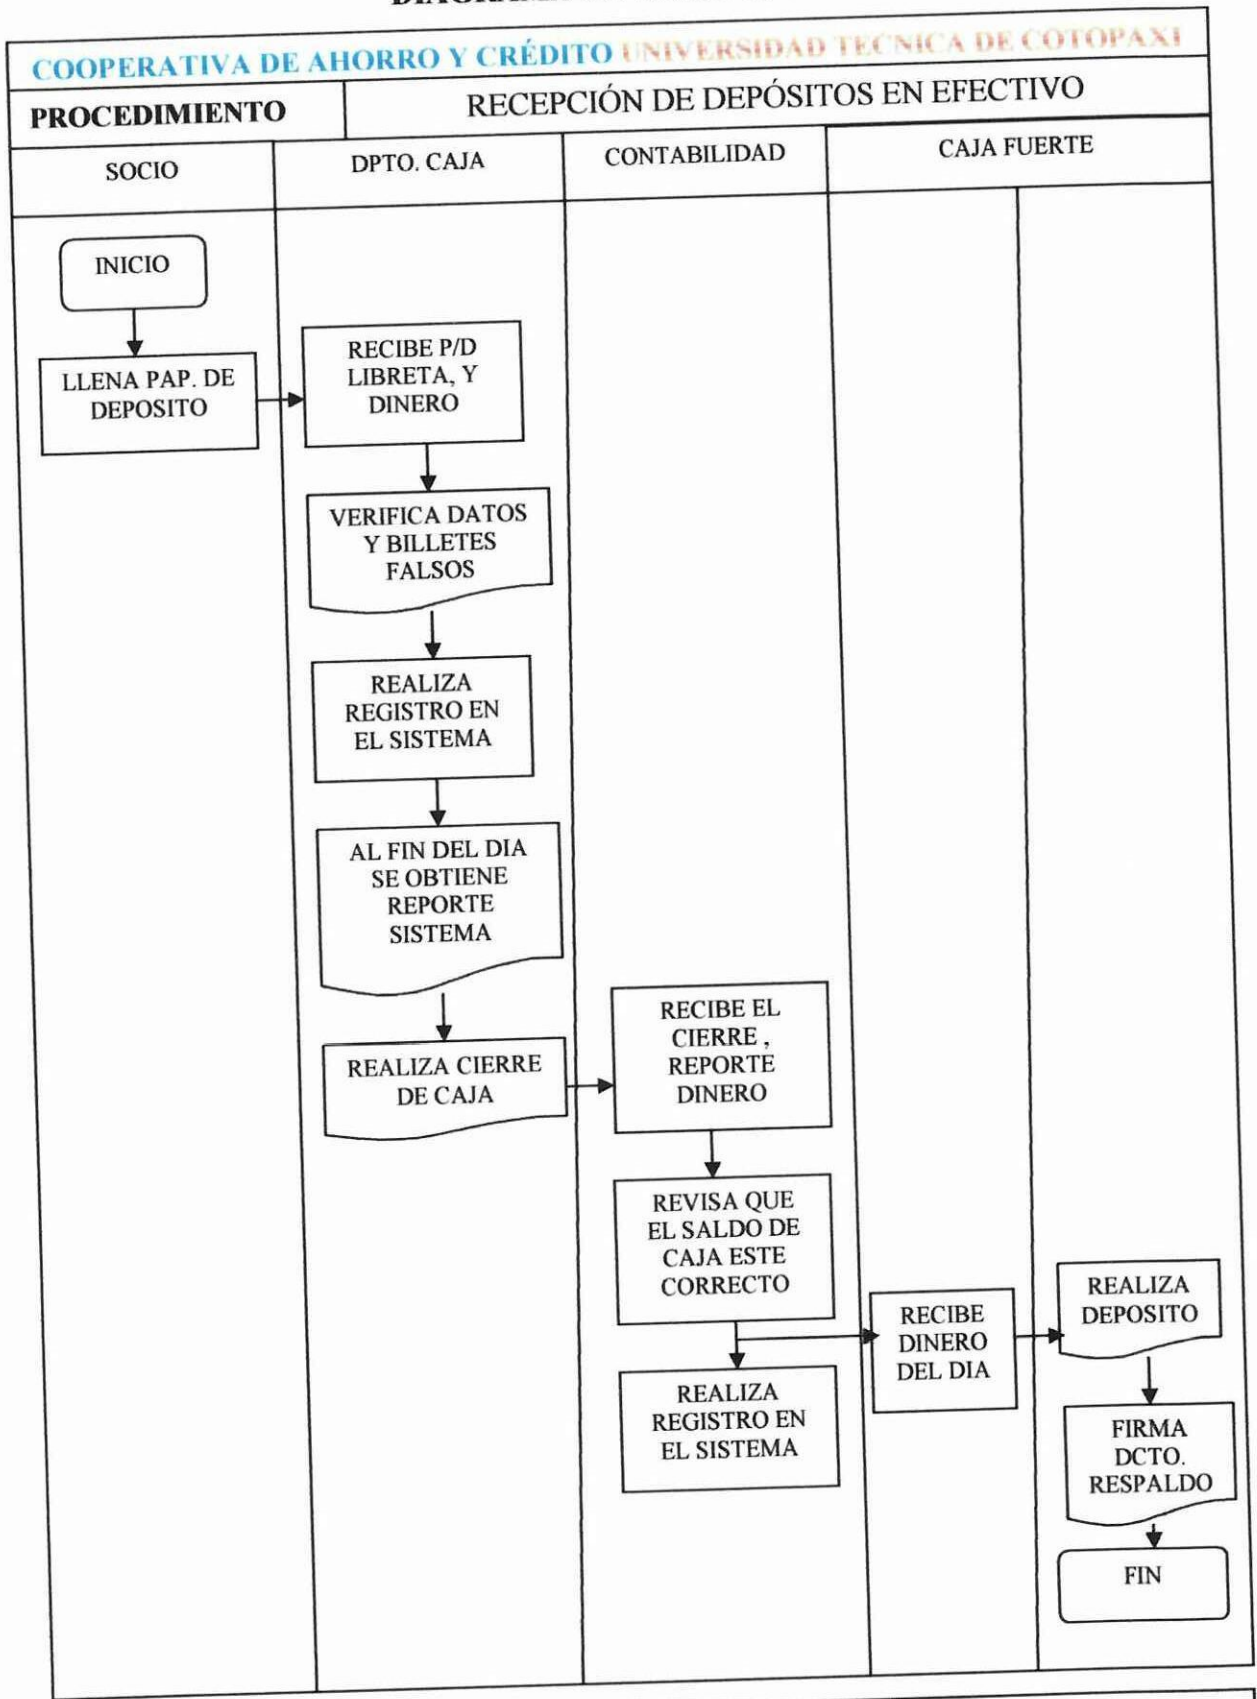 COOPERATIVA DE AHORRO Y CRÉDITO UNIVERSIDAD TECNICA DE COTOPAXI
PROCEDIMIENTO
RECEPCIÓN DE DEPÓSITOS EN EFECTIVO
SOCIO
DPTO. CAJA
CONTABILIDAD
CAJA FUERTE
INICIO
LLENA PAP. DE
DEPOSITO
RECIBE P/D
LIBRETA, Y
DINERO
VERIFICA DATOS
Y BILLETES
FALSOS
REALIZA
REGISTRO EN
EL SISTEMA
AL FIN DEL DIA
SE OBTIENE
REPORTE
SISTEMA
REALIZA CIERRE
DE CAJA
RECIBE EL
CIERRE ,
REPORTE
DINERO
REVISA QUE
EL SALDO DE
CAJA ESTE
CORRECTO
REALIZA
REGISTRO EN
EL SISTEMA
RECIBE
DINERO
DEL DIA
REALIZA
DEPOSITO
FIRMA
DCTO.
RESPALDO
FIN